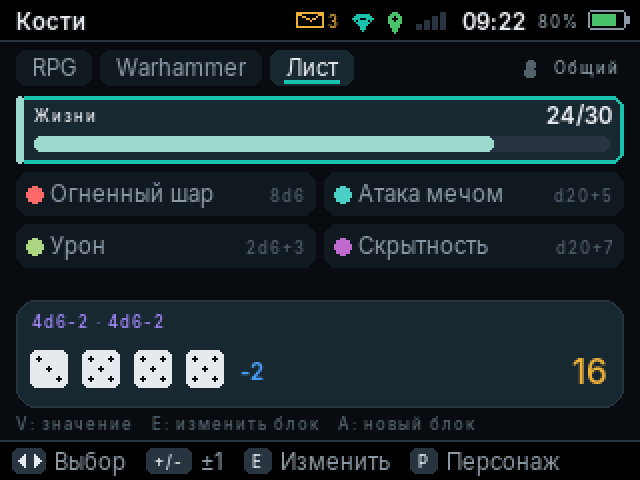 Кости 3 09:22 80%
RPG Warhammer Лист Общий
Жизни 24/30
Огненный шар 8d6 Атака мечом d20+5
Урон 2d6+3 Скрытность d20+7
4d6-2 · 4d6-2
-2 16
V: значение E: изменить блок A: новый блок
Выбор +/- ±1 E Изменить P Персонаж